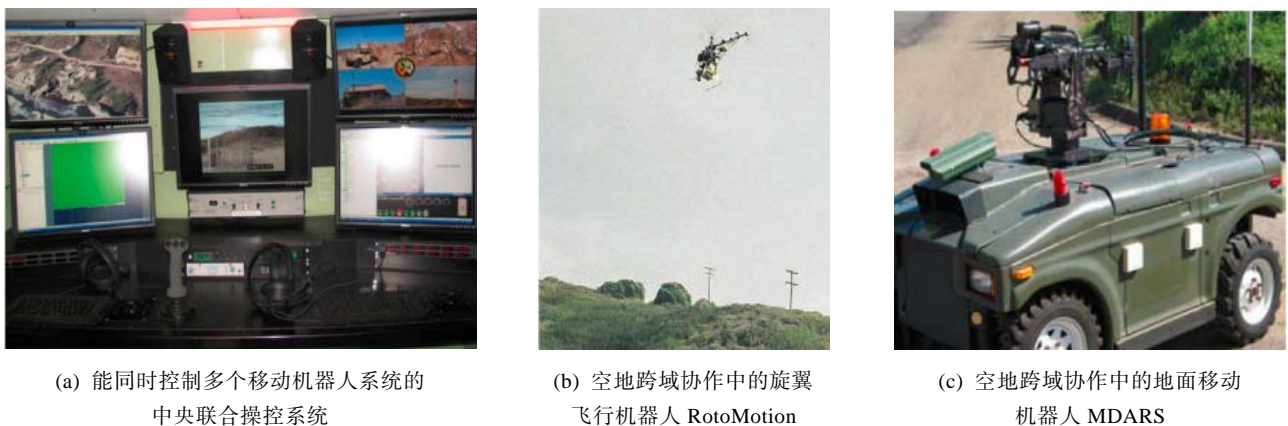 (a) 能同时控制多个移动机器人系统的
中央联合操控系统
(b) 空地跨域协作中的旋翼
飞行机器人 RotoMotion
(c) 空地跨域协作中的地面移动
机器人 MDARS